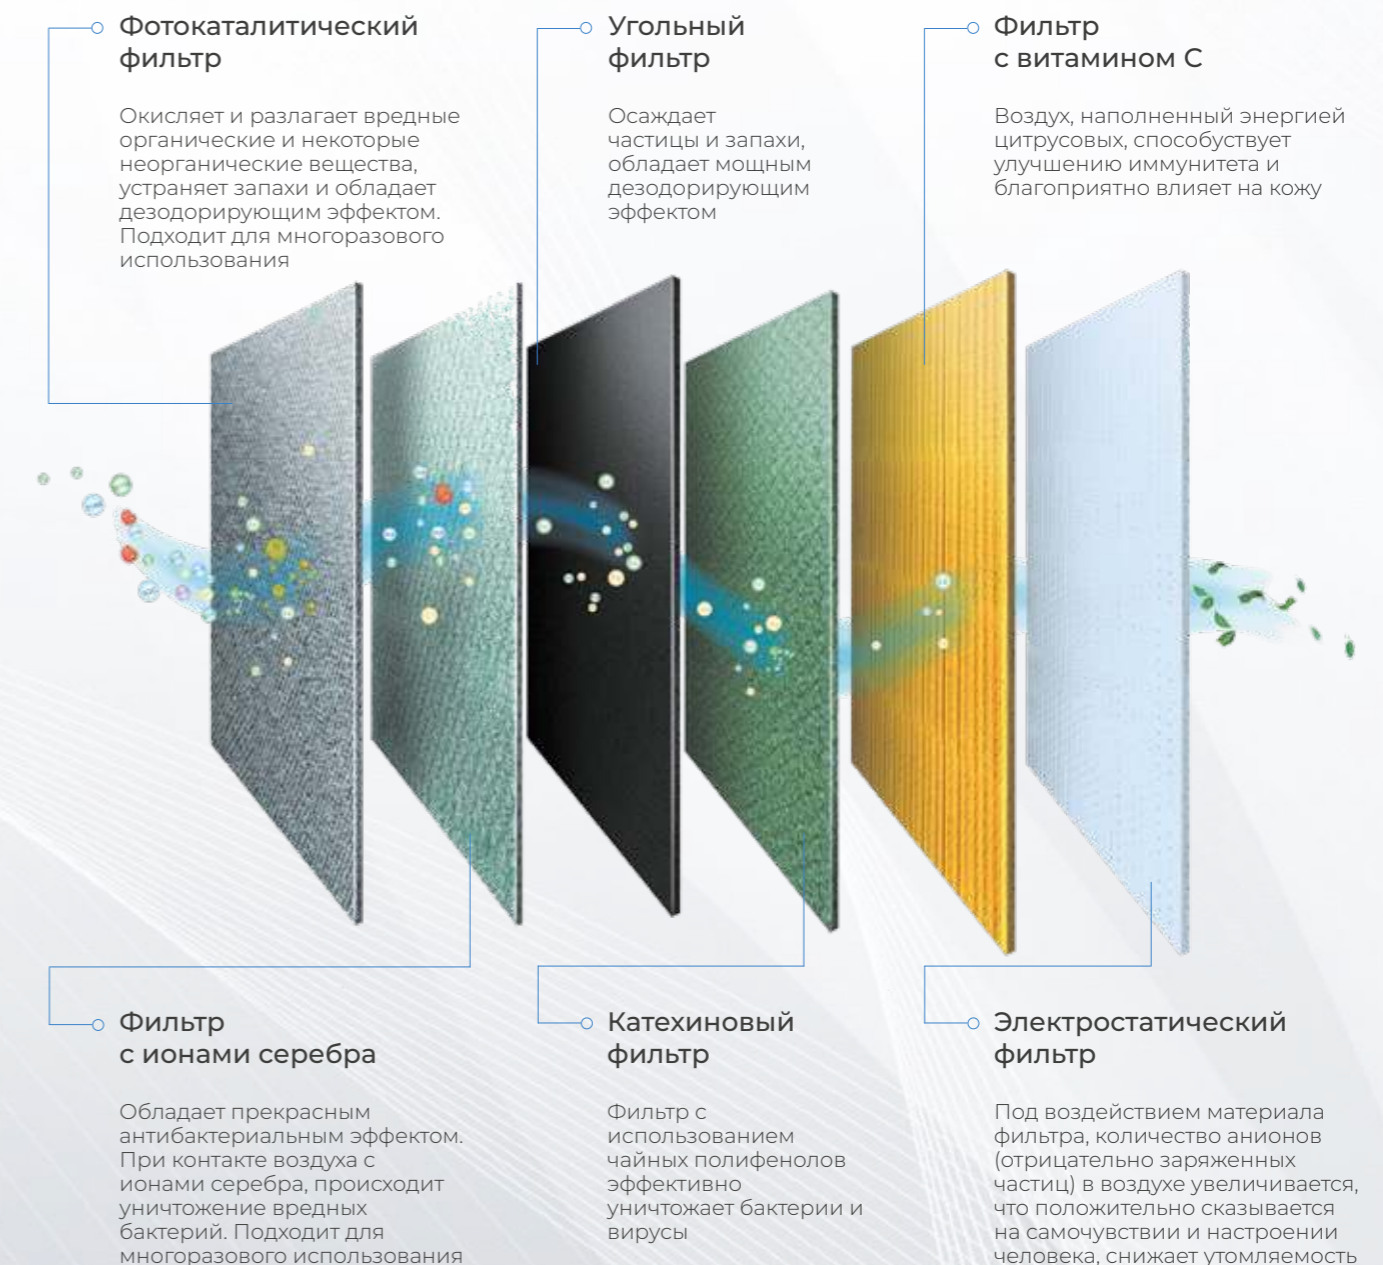 Фотокаталитический
фильтр
Окисляет и разлагает вредные
органические и некоторые
неорганические вещества,
устраняет запахи и обладает
дезодорирующим эффектом.
Подходит для многоразового
использования
Угольный
фильтр
Осаждает
частицы и запахи,
обладает мощным
дезодорирующим
эффектом
Фильтр
с витамином С
Воздух, наполненный энергией
цитрусовых, способуствует
улучшению иммунитета и
благоприятно влияет на кожу
Фильтр
с ионами серебра
Обладает прекрасным
антибактериальным эффектом.
При контакте воздуха с
ионами серебра, происходит
уничтожение вредных
бактерий. Подходит для
многоразового использования
Катехиновый
фильтр
Фильтр с
использованием
чайных полифенолов
эффективно
уничтожает бактерии и
вирусы
Электростатический
фильтр
Под воздействием материала
фильтра, количество анионов
(отрицательно заряженных
частиц) в воздухе увеличивается,
что положительно сказывается
на самочувствии и настроении
человека, снижает утомляемость